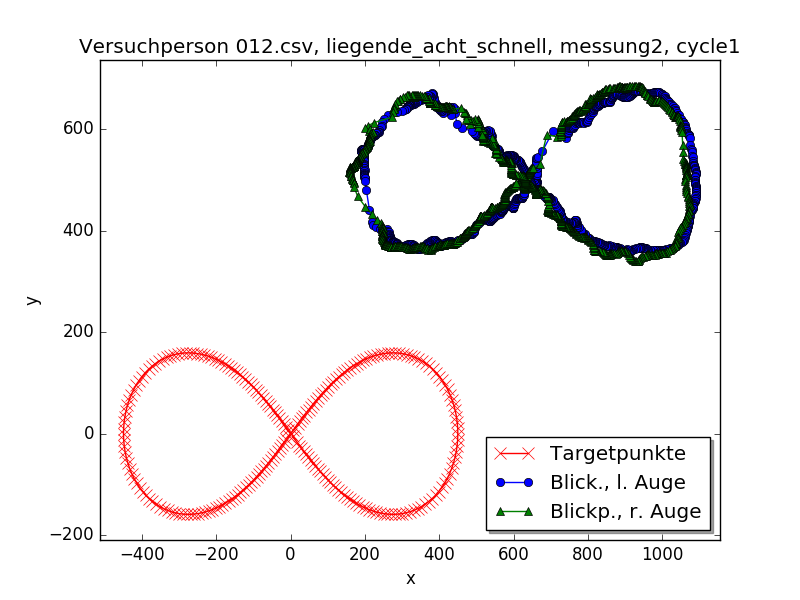 Versuchperson 012.csv, liegende_acht_schnell, messung2, cycle1
600
400
200
0
−200
y
−400
−200
0
200
400
600
800
1000
x
Targetpunkte
Blick., l. Auge
Blickp., r. Auge